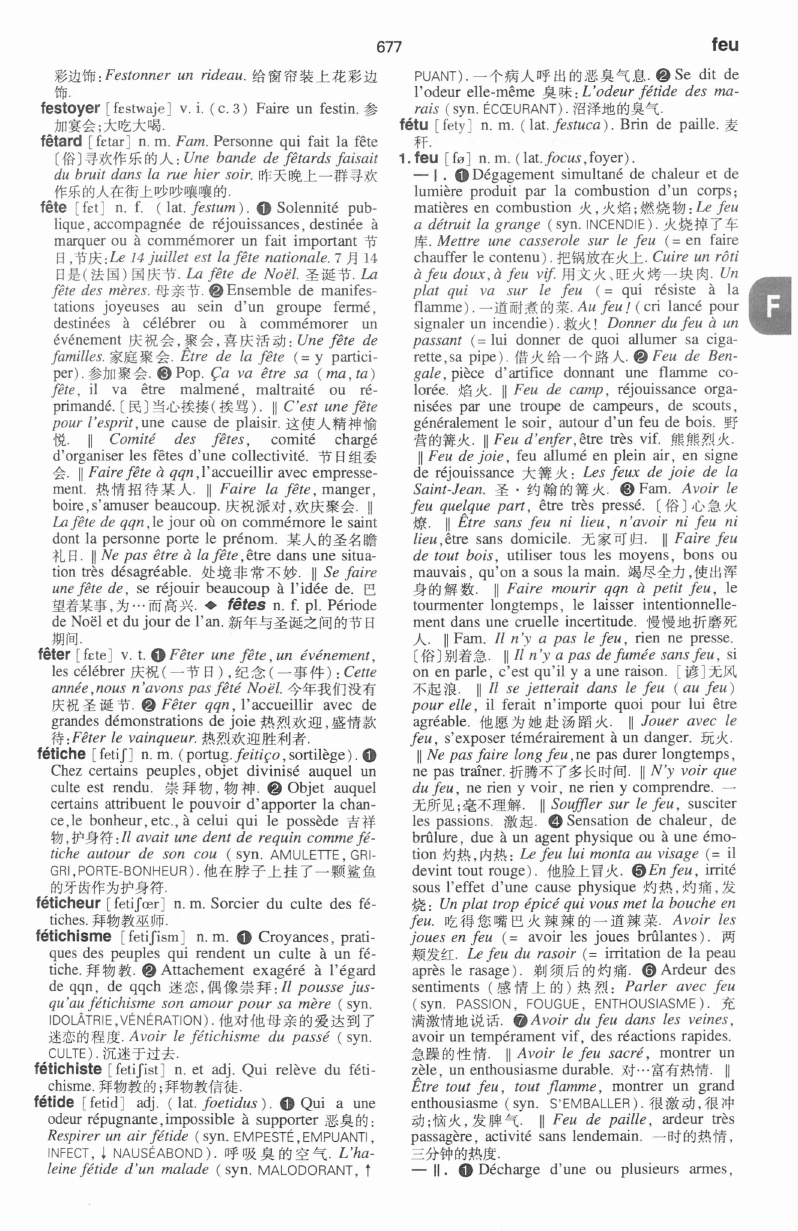 677
feu
彩边饰:Festonner un rideau. 给窗帘装上花彩边
饰.
festoyer [fɛstwaje] v. i. (c. 3) Faire un festin. 参
加宴会;大吃大喝.
fêtard [fɛtar] n. m. Fam. Personne qui fait la fête
〔俗〕寻欢作乐的人:Une bande de fêtards faisait
du bruit dans la rue hier soir. 昨天晚上一群寻欢
作乐的人在街上吵吵嚷嚷的.
fête [fɛt] n. f. (lat. festum). ❶ Solennité pub-
lique, accompagnée de réjouissances, destinée à
marquer ou à commémorer un fait important 节
日,节庆:Le 14 juillet est la fête nationale. 7 月 14
日是(法国)国庆节. La fête de Noël. 圣诞节. La
fête des mères. 母亲节. ❷ Ensemble de manifes-
tations joyeuses au sein d'un groupe fermé,
destinées à célébrer ou à commémorer un
événement 庆祝会,聚会,喜庆活动:Une fête de
familles. 家庭聚会. Être de la fête (= y partici-
per). 参加聚会. ❸ Pop. Ça va être sa (ma, ta)
fête, il va être malmené, maltraité ou ré-
primandé. [民]当心挨揍(挨骂). ‖ C'est une fête
pour l'esprit, une cause de plaisir. 这使人精神愉
悦. ‖ Comité des fêtes, comité chargé
d'organiser les fêtes d'une collectivité. 节日组委
会. ‖ Faire fête à qqn, l'accueillir avec empresse-
ment. 热情招待某人. ‖ Faire la fête, manger,
boire, s'amuser beaucoup. 庆祝派对,欢庆聚会. ‖
La fête de qqn, le jour où on commémore le saint
dont la personne porte le prénom. 某人的圣名瞻
礼日. ‖ Ne pas être à la fête, être dans une situa-
tion très désagréable. 处境非常不妙. ‖ Se faire
une fête de, se réjouir beaucoup à l'idée de. 巴
望着某事,为…而高兴. ◆ fêtes n. f. pl. Période
de Noël et du jour de l'an. 新年与圣诞之间的节日
期间.
fêter [fɛte] v. t. ❶ Fêter une fête, un événement,
les célébrer 庆祝(一节日),纪念(一事件):Cette
année, nous n'avons pas fêté Noël. 今年我们没有
庆祝圣诞节. ❷ Fêter qqn, l'accueillir avec de
grandes démonstrations de joie 热烈欢迎,盛情款
待:Fêter le vainqueur. 热烈欢迎胜利者.
fétiche [fetiʃ] n. m. (portug. feitiço, sortilège). ❶
Chez certains peuples, objet divinisé auquel un
culte est rendu. 崇拜物,物神. ❷ Objet auquel
certains attribuent le pouvoir d'apporter la chan-
ce, le bonheur, etc., à celui qui le possède 吉祥
物,护身符:Il avait une dent de requin comme fé-
tiche autour de son cou (syn. AMULETTE, GRI-
GRI, PORTE-BONHEUR). 他在脖子上挂了一颗鲨鱼
的牙齿作为护身符.
féticheur [fetiʃœr] n. m. Sorcier du culte des fé-
tiches. 拜物教巫师.
fétichisme [fetiʃism] n. m. ❶ Croyances, prati-
ques des peuples qui rendent un culte à un fé-
tiche. 拜物教. ❷ Attachement exagéré à l'égard
de qqn, de qqch 迷恋,偶像崇拜:Il pousse jus-
qu'au fétichisme son amour pour sa mère (syn.
IDOLÂTRIE, VÉNÉRATION). 他对他母亲的爱达到了
迷恋的程度. Avoir le fétichisme du passé (syn.
CULTE). 沉迷于过去.
fétichiste [fetiʃist] n. et adj. Qui relève du féti-
chisme. 拜物教的;拜物教信徒.
fétide [fetid] adj. (lat. foetidus). ❶ Qui a une
odeur répugnante, impossible à supporter 恶臭的:
Respirer un air fétide (syn. EMPESTÉ, EMPUANTI,
INFECT, ↓ NAUSÉABOND). 呼吸臭的空气. L'ha-
leine fétide d'un malade (syn. MALODORANT, ↑
PUANT). 一个病人呼出的恶臭气息. ❷ Se dit de
l'odeur elle-même 臭味:L'odeur fétide des ma-
rais (syn. ÉCŒURANT). 沼泽地的臭气.
fétu [fety] n. m. (lat. festuca). Brin de paille. 麦
秆.
1. feu [fø] n. m. (lat. focus, foyer).
— I. ❶ Dégagement simultané de chaleur et de
lumière produit par la combustion d'un corps;
matières en combustion 火,火焰;燃烧物:Le feu
a détruit la grange (syn. INCENDIE). 火烧掉了车
库. Mettre une casserole sur le feu (= en faire
chauffer le contenu). 把锅放在火上. Cuire un rôti
à feu doux, à feu vif. 用文火、旺火烤一块肉. Un
plat qui va sur le feu (= qui résiste à la
flamme). 一道耐煮的菜. Au feu! (cri lancé pour
signaler un incendie). 救火! Donner du feu à un
passant (= lui donner de quoi allumer sa ciga-
rette, sa pipe). 借火给一个路人. ❷ Feu de Ben-
gale, pièce d'artifice donnant une flamme co-
lorée. 焰火. ‖ Feu de camp, réjouissance orga-
nisées par une troupe de campeurs, de scouts,
généralement le soir, autour d'un feu de bois. 野
营的篝火. ‖ Feu d'enfer, être très vif. 熊熊烈火.
‖ Feu de joie, feu allumé en plein air, en signe
de réjouissance 大篝火: Les feux de joie de la
Saint-Jean. 圣·约翰的篝火. ❸ Fam. Avoir le
feu quelque part, être très pressé. 〔俗〕心急火
燎. ‖ Être sans feu ni lieu, n'avoir ni feu ni
lieu, être sans domicile. 无家可归. ‖ Faire feu
de tout bois, utiliser tous les moyens, bons ou
mauvais, qu'on a sous la main. 竭尽全力,使出浑
身的解数. ‖ Faire mourir qqn à petit feu, le
tourmenter longtemps, le laisser intentionnelle-
ment dans une cruelle incertitude. 慢慢地折磨死
人. ‖ Fam. Il n'y a pas le feu, rien ne presse.
〔俗〕别着急. ‖ Il n'y a pas de fumée sans feu, si
on en parle, c'est qu'il y a une raison. [谚]无风
不起浪. ‖ Il se jetterait dans le feu (au feu)
pour elle, il ferait n'importe quoi pour lui être
agréable. 他愿为她赴汤蹈火. ‖ Jouer avec le
feu, s'exposer témérairement à un danger. 玩火.
‖ Ne pas faire long feu, ne pas durer longtemps,
ne pas traîner. 折腾不了多长时间. ‖ N'y voir que
du feu, ne rien y voir, ne rien y comprendre. 一
无所见;毫不理解. ‖ Souffler sur le feu, susciter
les passions. 激起. ❹ Sensation de chaleur, de
brûlure, due à un agent physique ou à une émo-
tion 灼热,内热: Le feu lui monta au visage (= il
devint tout rouge). 他脸上冒火. ❺ En feu, irrité
sous l'effet d'une cause physique 灼热,灼痛,发
烧: Un plat trop épicé qui vous met la bouche en
feu. 吃得您嘴巴火辣辣的一道辣菜. Avoir les
joues en feu (= avoir les joues brûlantes). 两
颊发红. Le feu du rasoir (= irritation de la peau
après le rasage). 剃须后的灼痛. ❻ Ardeur des
sentiments (感情上的)热烈: Parler avec feu
(syn. PASSION, FOUGUE, ENTHOUSIASME). 充
满激情地说话. ❼ Avoir du feu dans les veines,
avoir un tempérament vif, des réactions rapides.
急躁的性情. ‖ Avoir le feu sacré, montrer un
zèle, un enthousiasme durable. 对…富有热情. ‖
Être tout feu, tout flamme, montrer un grand
enthousiasme (syn. S'EMBALLER). 很激动,很冲
动;恼火,发脾气. ‖ Feu de paille, ardeur très
passagère, activité sans lendemain. 一时的热情,
三分钟的热度.
— II. ❶ Décharge d'une ou plusieurs armes,
F